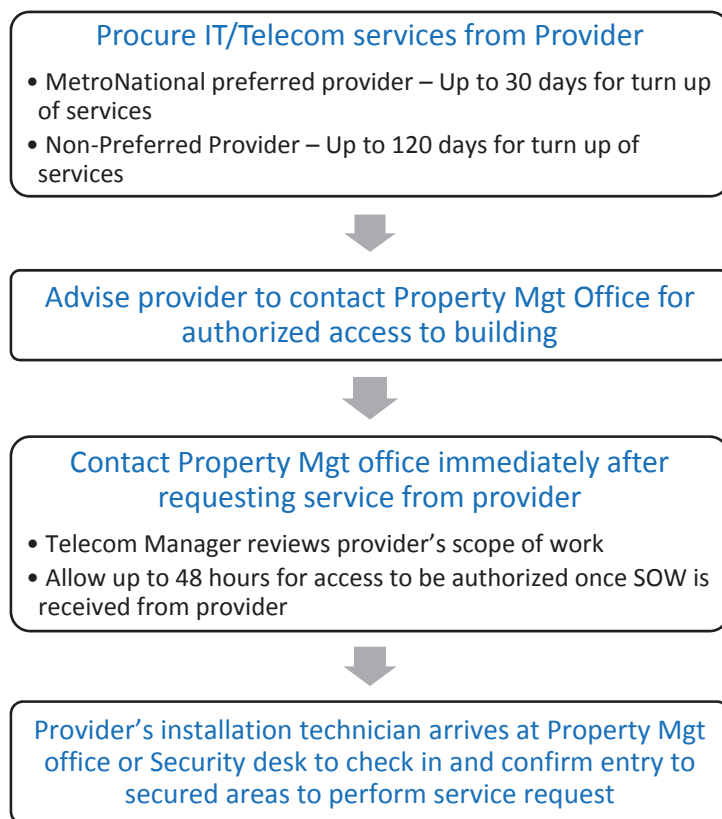 Procure IT/Telecom services from Provider
• MetroNational preferred provider – Up to 30 days for turn up
of services
• Non-Preferred Provider – Up to 120 days for turn up of
services
Advise provider to contact Property Mgt Office for
authorized access to building
Contact Property Mgt office immediately after
requesting service from provider
• Telecom Manager reviews provider’s scope of work
• Allow up to 48 hours for access to be authorized once SOW is
received from provider
Provider’s installation technician arrives at Property Mgt
office or Security desk to check in and confirm entry to
secured areas to perform service request